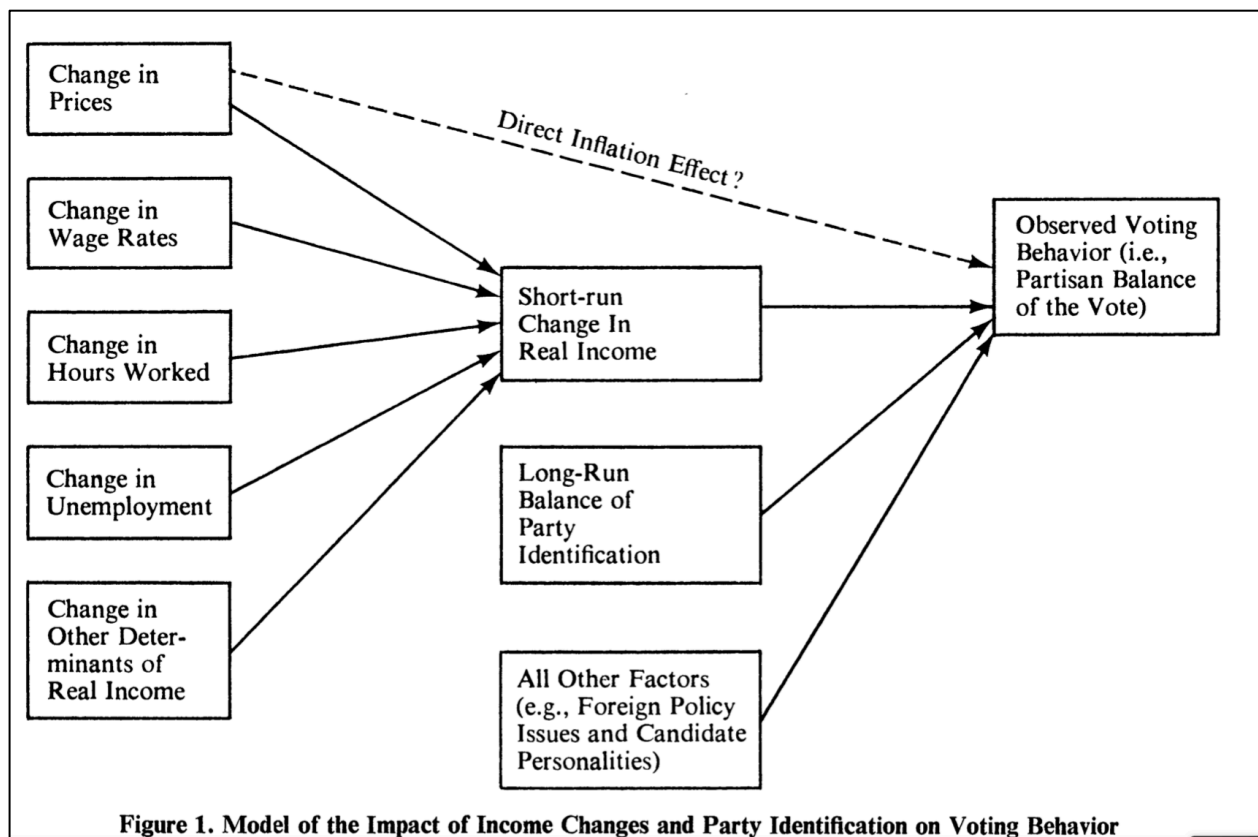 Change in
Prices
Direct Inflation Effect?
Change in
Wage Rates
Observed Voting
Behavior (i.e.,
Partisan Balance
of the Vote)
Short-run
Change In
Real Income
Change in
Hours Worked
Change in
Unemployment
Long-Run
Balance of
Party
Identification
Change in
Other Deter-
minants of
Real Income
All Other Factors
(e.g., Foreign Policy
Issues and Candidate
Personalities)
Figure 1. Model of the Impact of Income Changes and Party Identification on Voting Behavior